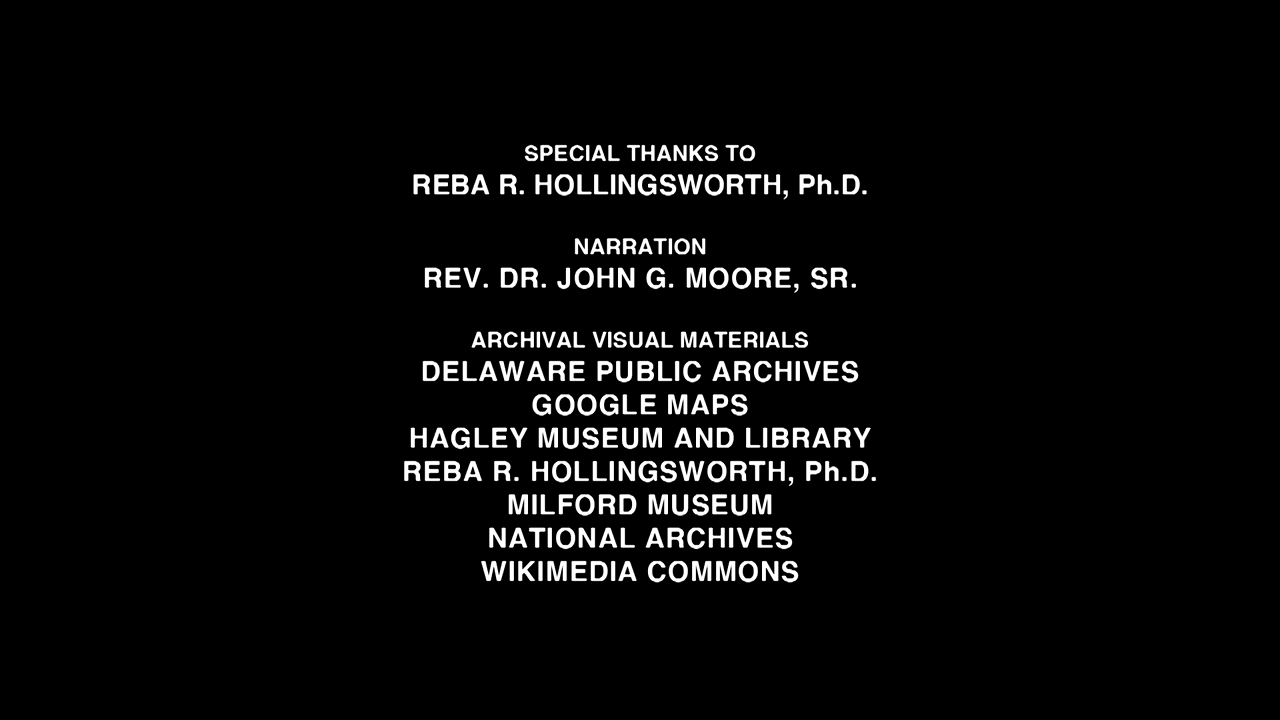 SPECIAL THANKS TO
REBA R. HOLLINGSWORTH, Ph.D.
NARRATION
REV. DR. JOHN G. MOORE, SR.
ARCHIVAL VISUAL MATERIALS
DELAWARE PUBLIC ARCHIVES
GOOGLE MAPS
HAGLEY MUSEUM AND LIBRARY
REBA R. HOLLINGSWORTH, Ph.D.
MILFORD MUSEUM
NATIONAL ARCHIVES
WIKIMEDIA COMMONS